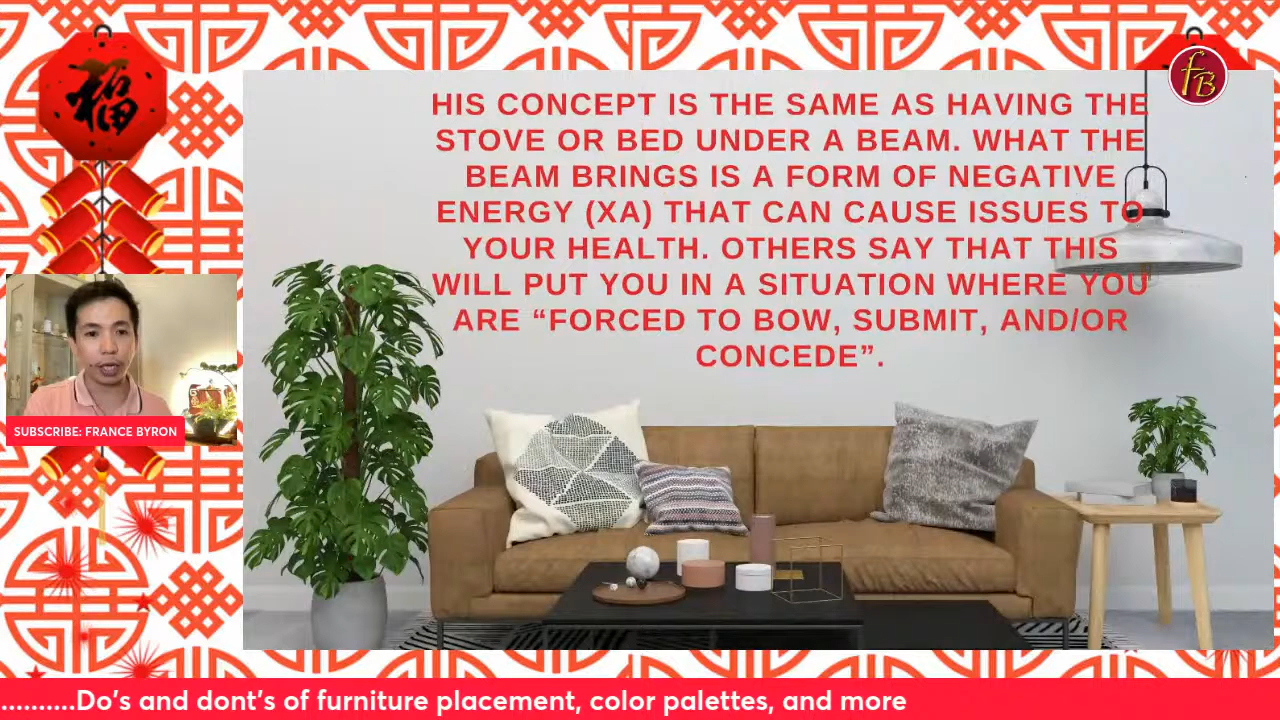 福
fB
HIS CONCEPT IS THE SAME AS HAVING THE
STOVE OR BED UNDER A BEAM. WHAT THE
BEAM BRINGS IS A FORM OF NEGATIVE
ENERGY (XA) THAT CAN CAUSE ISSUES TO
YOUR HEALTH. OTHERS SAY THAT THIS
WILL PUT YOU IN A SITUATION WHERE YOU
ARE “FORCED TO BOW, SUBMIT, AND/OR
CONCEDE”.
SUBSCRIBE: FRANCE BYRON
..........Do's and dont's of furniture placement, color palettes, and more